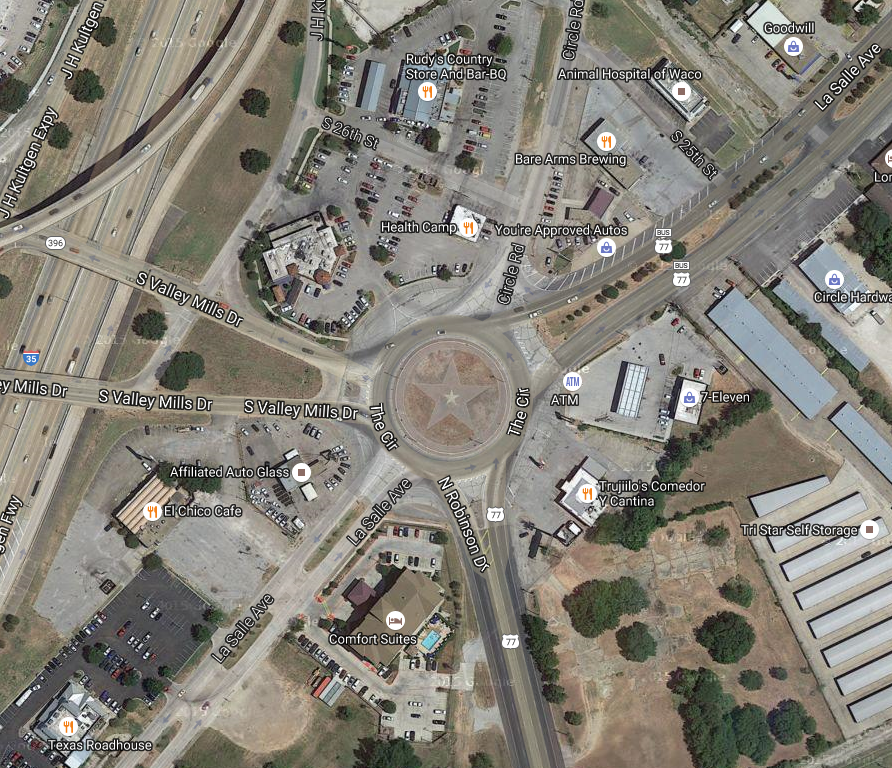 J H Kultgen
J H
Circle Rd
Goodwill
Rudy's Country
Store And Bar-BQ
Animal Hospital of Waco
La Salle Ave
J H Kultgen Expy
S 26th St
S 25th St
Bare Arms Brewing
Health Camp
You're Approved Autos
BUS
77
BUS
77
396
Circle Rd
S Valley Mills Dr
Circle Hardwa
35
ey Mills Dr
S Valley Mills Dr
S Valley Mills Dr
ATM
ATM
7-Eleven
The Cir
The Cir
Affiliated Auto Glass
El Chico Cafe
La Salle Ave
N Robinson Dr
77
Trujiilo's Comedor
Y Cantina
Tri Star Self Storage
La Salle Ave
Comfort Suites
77
Texas Roadhouse